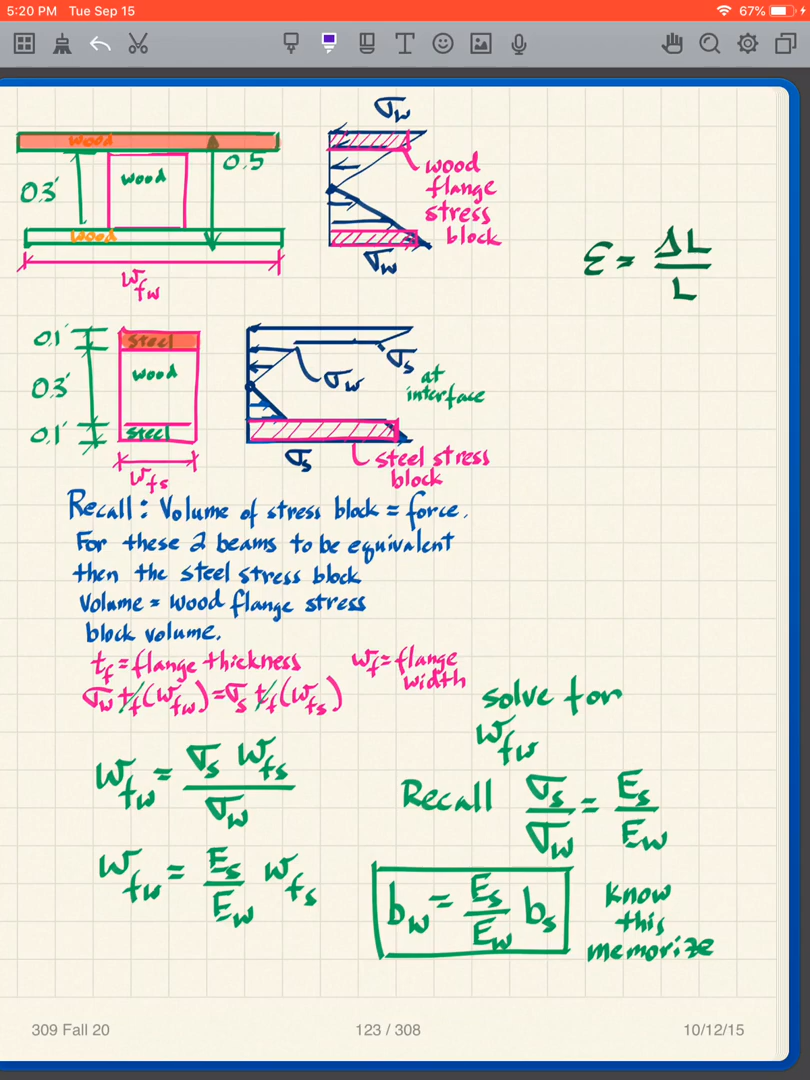 5:20 PM Tue Sep 15
67%
σw
wood
0.5'
wood
0.3'
wood
wood
flange
stress
block
σw
wfw
ε = ΔL / L
0.1'
steel
wood
0.3'
σs
at
interface
σw
0.1'
steel
σs
steel stress
block
wfs
Recall: Volume of stress block = force.
For these 2 beams to be equivalent
then the steel stress block
Volume = wood flange stress
block volume.
tf = flange thickness wf = flange
width
σw tf (wfw) = σs tf (wfs)
solve for
wfw
wfw = σs wfs / σw
Recall σs / σw = Es / Ew
wfw = Es / Ew wfs
bw = Es / Ew bs
know
this
memorize
309 Fall 20
123 / 308
10/12/15